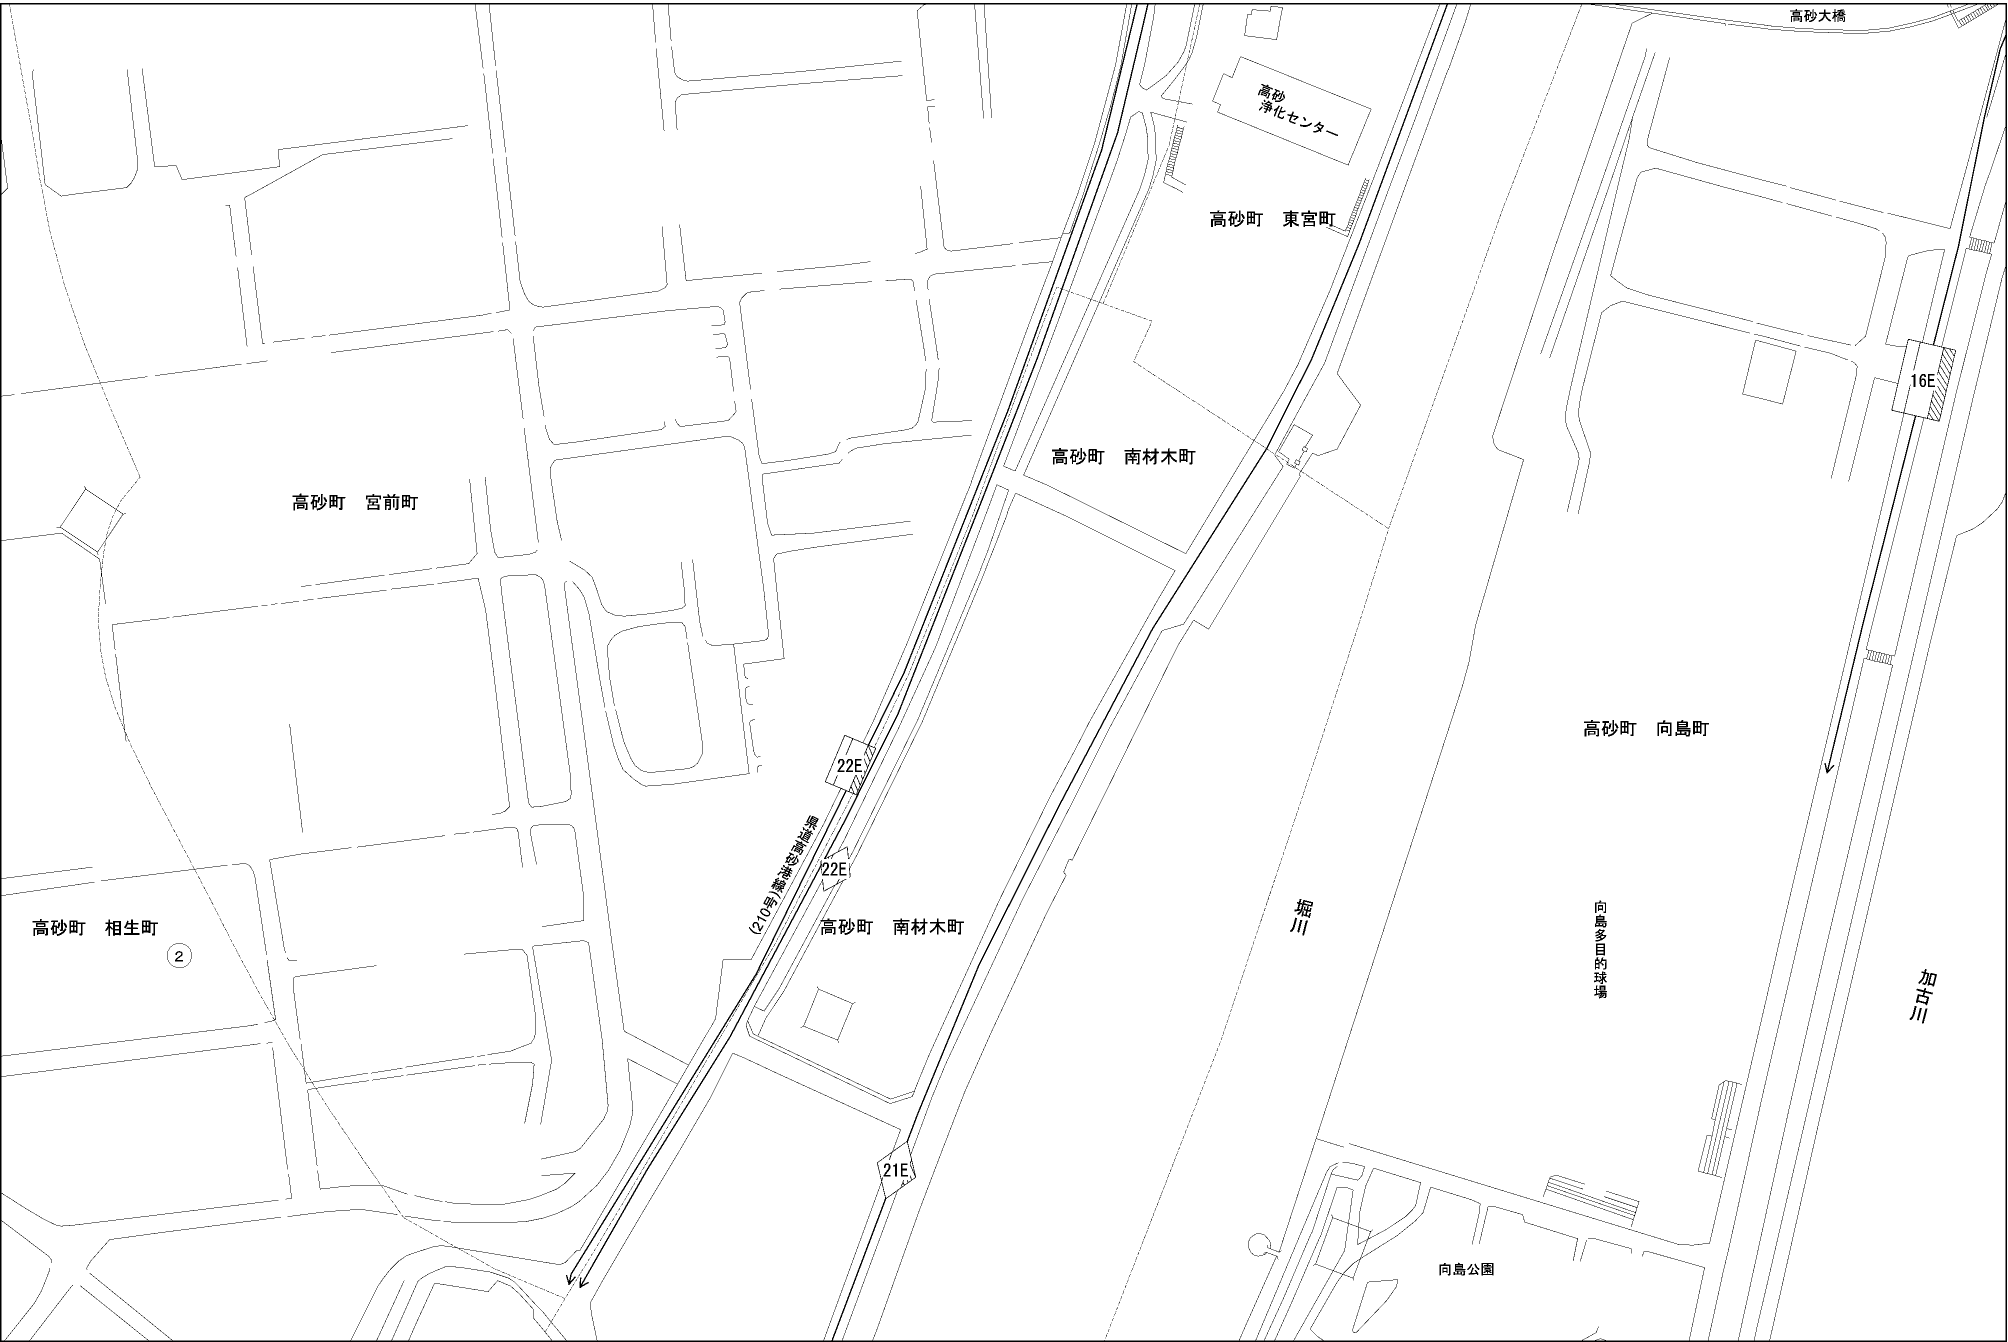 高砂大橋
高砂
浄化センター
高砂町　東宮町
16E
高砂町　南材木町
高砂町　宮前町
高砂町　向島町
22E
県道高砂港線
(210号)
22E
高砂町　相生町
2
高砂町　南材木町
堀川
向島多目的球場
加古川
21E
向島公園